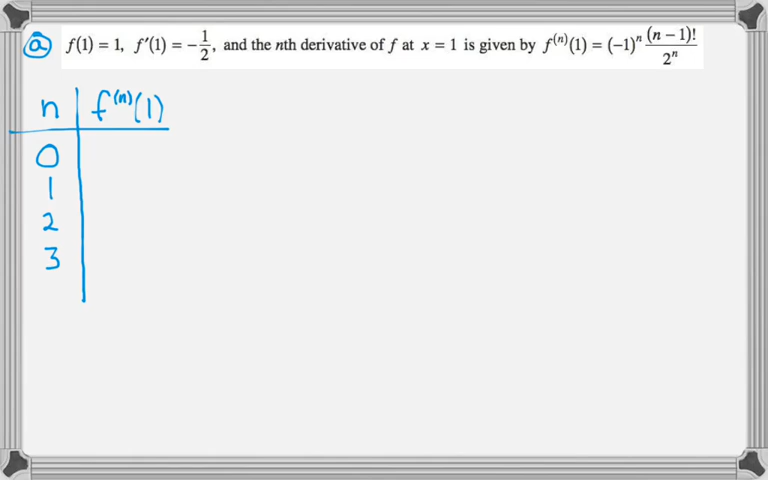 a f(1) = 1, f′(1) = −1/2, and the nth derivative of f at x = 1 is given by f⁽ⁿ⁾(1) = (−1)ⁿ (n − 1)!/2ⁿ
n f⁽ⁿ⁾(1)
0
1
2
3